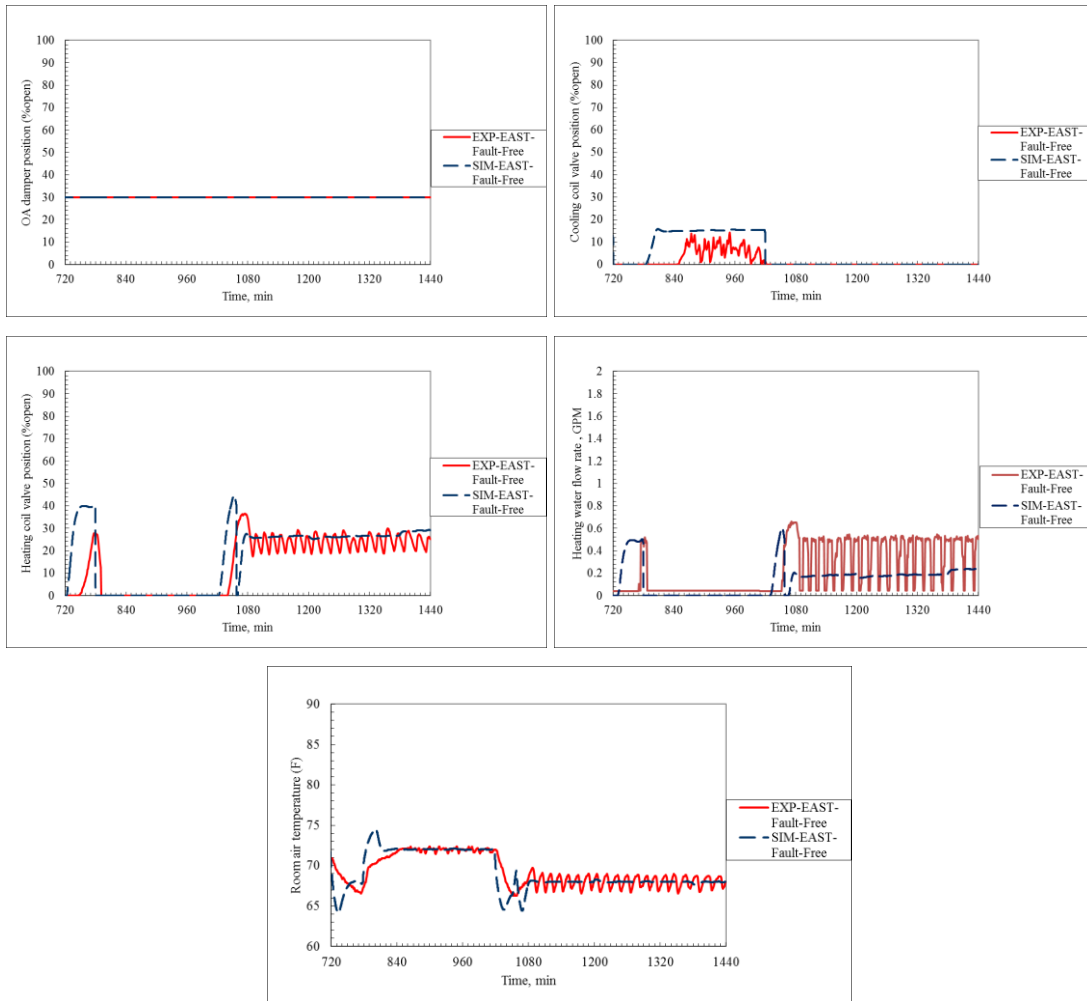 100
90
80
70
60
50
40
30
20
10
0
OA damper position (%open)
720 840 960 1080 1200 1320 1440
Time, min
EXP-EAST-
Fault-Free
SIM-EAST-
Fault-Free
100
90
80
70
60
50
40
30
20
10
0
Cooling coil valve position (%open)
720 840 960 1080 1200 1320 1440
Time, min
EXP-EAST-
Fault-Free
SIM-EAST-
Fault-Free
100
90
80
70
60
50
40
30
20
10
0
Heating coil valve position (%open)
720 840 960 1080 1200 1320 1440
Time, min
EXP-EAST-
Fault-Free
SIM-EAST-
Fault-Free
2
1.8
1.6
1.4
1.2
1
0.8
0.6
0.4
0.2
0
Heating water flow rate , GPM
720 840 960 1080 1200 1320 1440
Time, min
EXP-EAST-
Fault-Free
SIM-EAST-
Fault-Free
90
85
80
75
70
65
60
Room air temperature (F)
720 840 960 1080 1200 1320 1440
Time, min
EXP-EAST-
Fault-Free
SIM-EAST-
Fault-Free